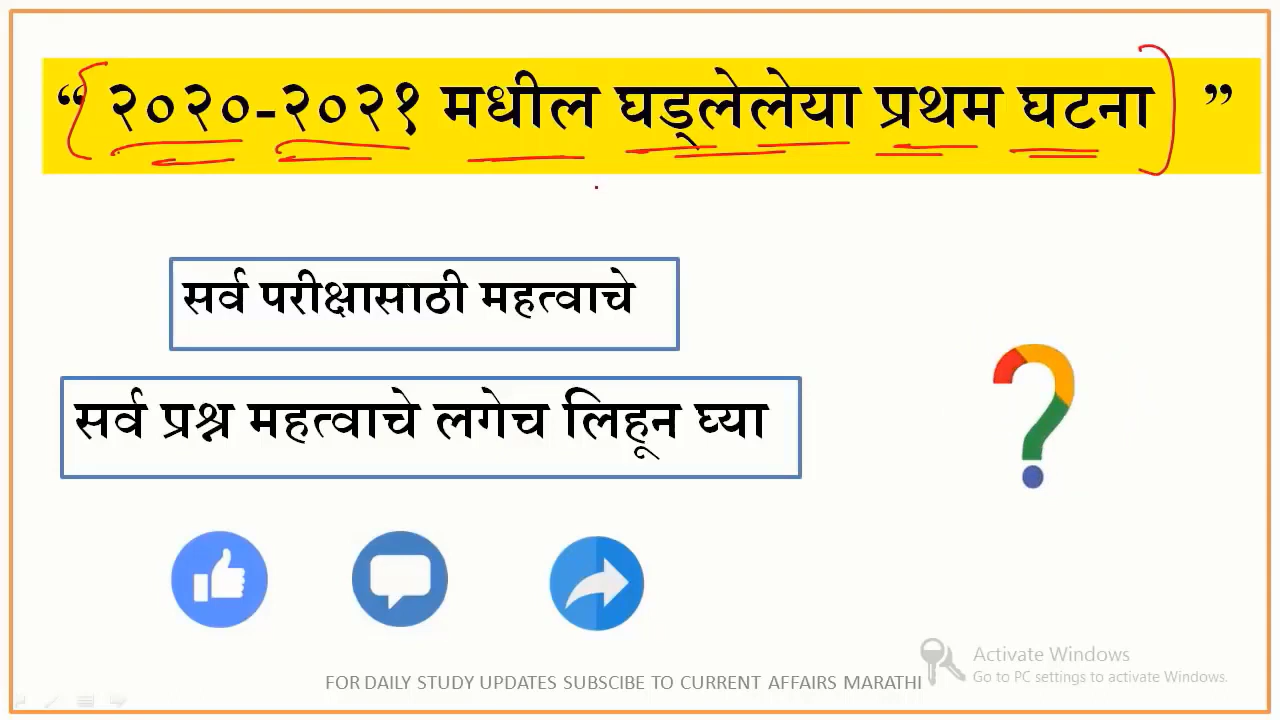 “ २०२०-२०२१ मधील घड्लेलेया प्रथम घटना ”
सर्व परीक्षासाठी महत्वाचे
सर्व प्रश्न महत्वाचे लगेच लिहून घ्या
Activate Windows
Go to PC settings to activate Windows.
FOR DAILY STUDY UPDATES SUBSCIBE TO CURRENT AFFAIRS MARATHI